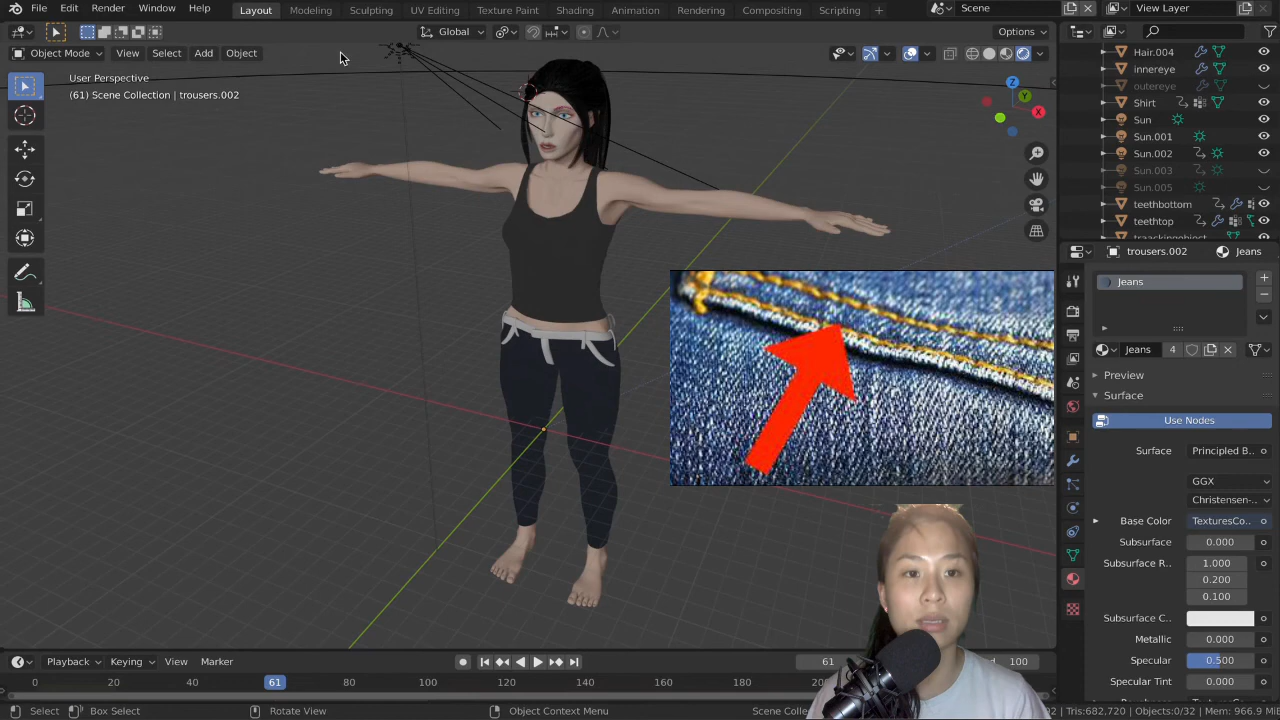 File Edit Render Window Help Layout Modeling Sculpting UV Editing Texture Paint Shading Animation Rendering Compositing Scripting + Scene View Layer
Global Options
Object Mode View Select Add Object
User Perspective
(61) Scene Collection | trousers.002
Z
Y
X
Hair.004
innereye
outereye
Shirt
Sun
Sun.001
Sun.002
Sun.003
Sun.005
teethbottom
teethtop
traackingobject
trousers.002 Jeans
Jeans
Jeans 4
Preview
Surface
Use Nodes
Surface Principled B..
GGX
Christensen-..
Base Color TexturesCo..
Subsurface 0.000
Subsurface R.. 1.000
0.200
0.100
Subsurface C..
Metallic 0.000
Specular 0.500
Specular Tint 0.000
Playback Keying View Marker 61 100
0 20 40 61 80 100 120 140 160 180 200 220
Select Box Select Rotate View Object Context Menu Scene Collec Tris:682,720 | Objects:0/32 | Mem: 966.9 M